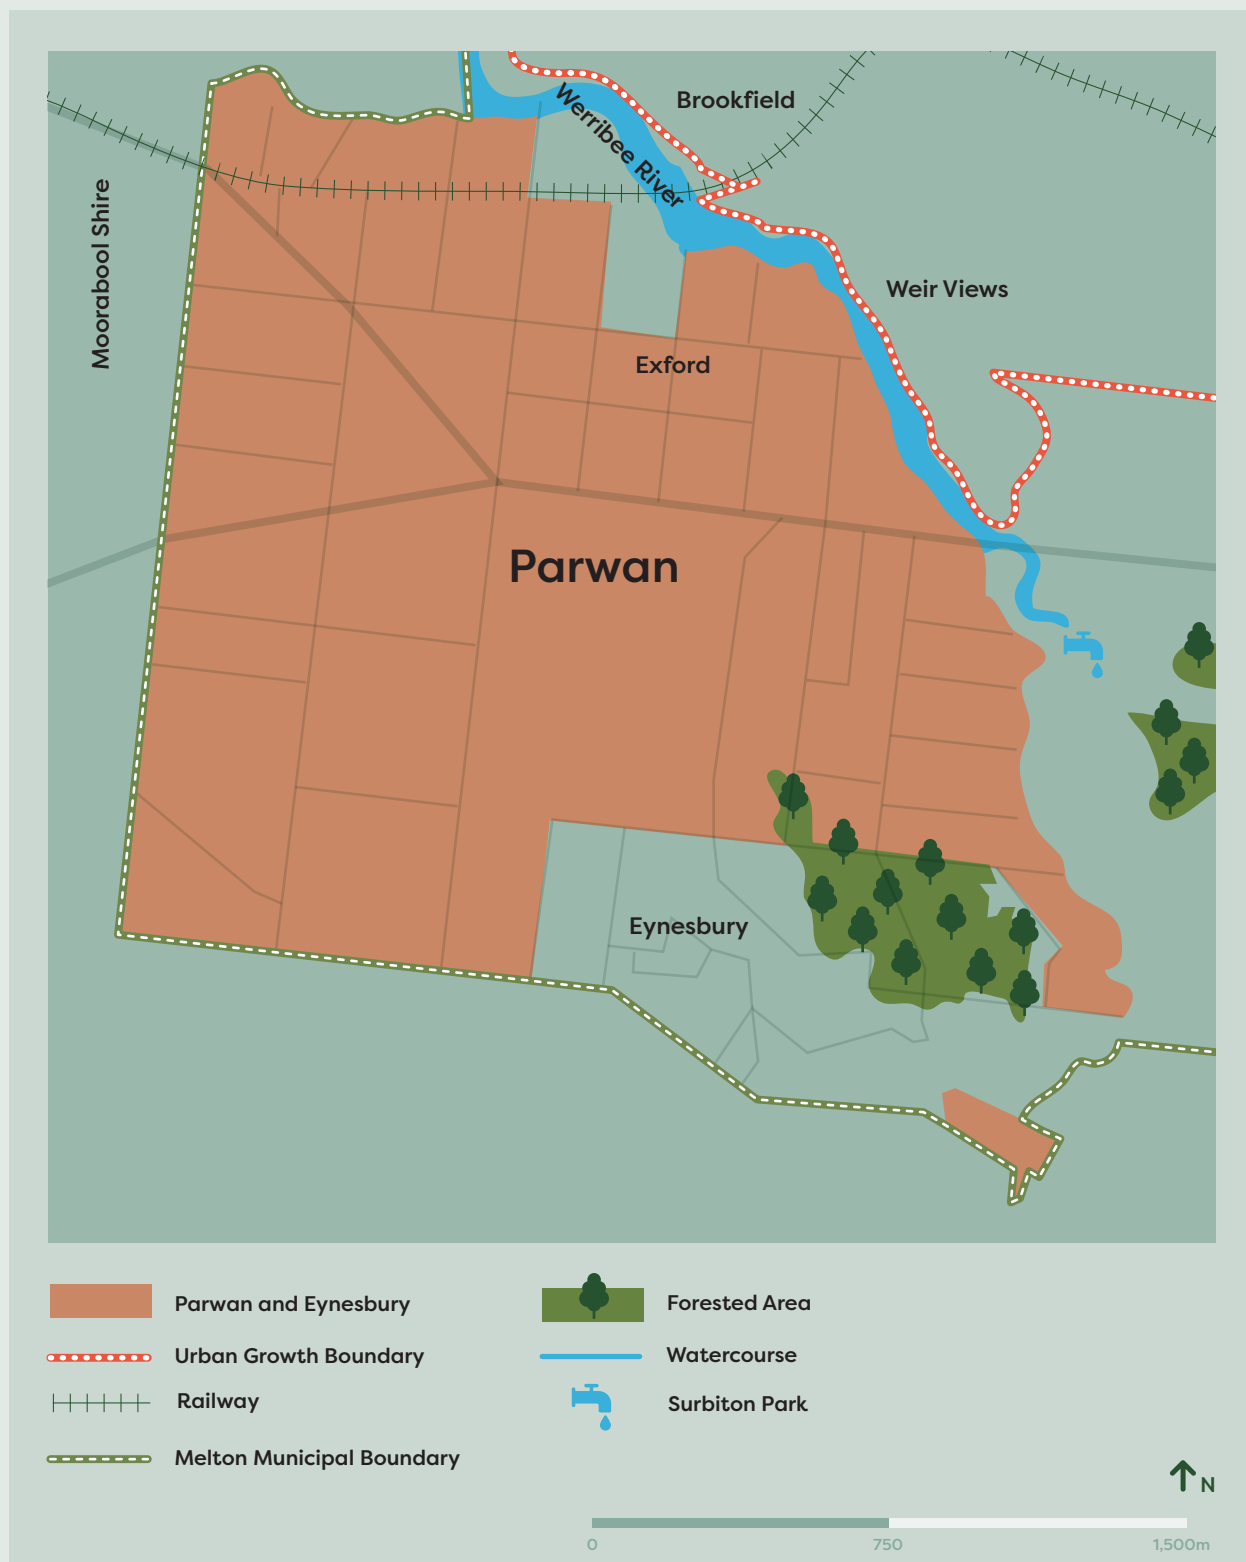 Brookfield
Werribee River
Moorabool Shire
Weir Views
Exford
Parwan
Eynesbury
Parwan and Eynesbury
Forested Area
Urban Growth Boundary
Watercourse
Railway
Surbiton Park
Melton Municipal Boundary
N
0 750 1,500m